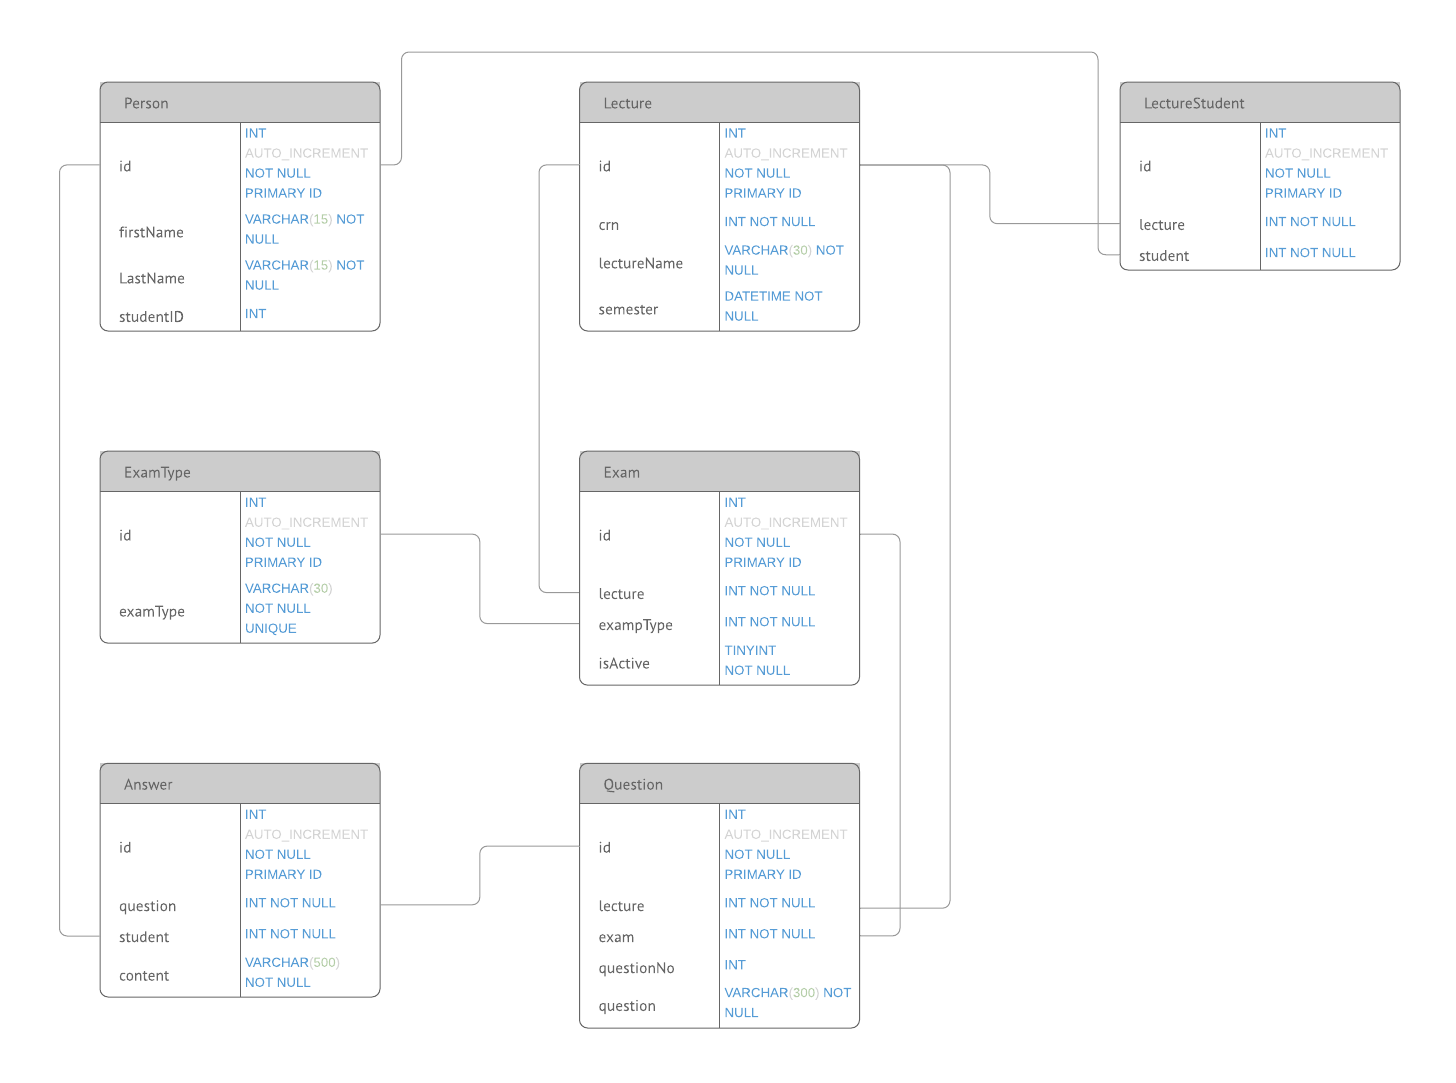 Person
id
INT
AUTO_INCREMENT
NOT NULL
PRIMARY ID
firstName
VARCHAR(15) NOT
NULL
LastName
VARCHAR(15) NOT
NULL
studentID
INT
Lecture
id
INT
AUTO_INCREMENT
NOT NULL
PRIMARY ID
crn
INT NOT NULL
lectureName
VARCHAR(30) NOT
NULL
semester
DATETIME NOT
NULL
LectureStudent
id
INT
AUTO_INCREMENT
NOT NULL
PRIMARY ID
lecture
INT NOT NULL
student
INT NOT NULL
ExamType
id
INT
AUTO_INCREMENT
NOT NULL
PRIMARY ID
examType
VARCHAR(30)
NOT NULL
UNIQUE
Exam
id
INT
AUTO_INCREMENT
NOT NULL
PRIMARY ID
lecture
INT NOT NULL
exampType
INT NOT NULL
isActive
TINYINT
NOT NULL
Answer
id
INT
AUTO_INCREMENT
NOT NULL
PRIMARY ID
question
INT NOT NULL
student
INT NOT NULL
content
VARCHAR(500)
NOT NULL
Question
id
INT
AUTO_INCREMENT
NOT NULL
PRIMARY ID
lecture
INT NOT NULL
exam
INT NOT NULL
questionNo
INT
question
VARCHAR(300) NOT
NULL